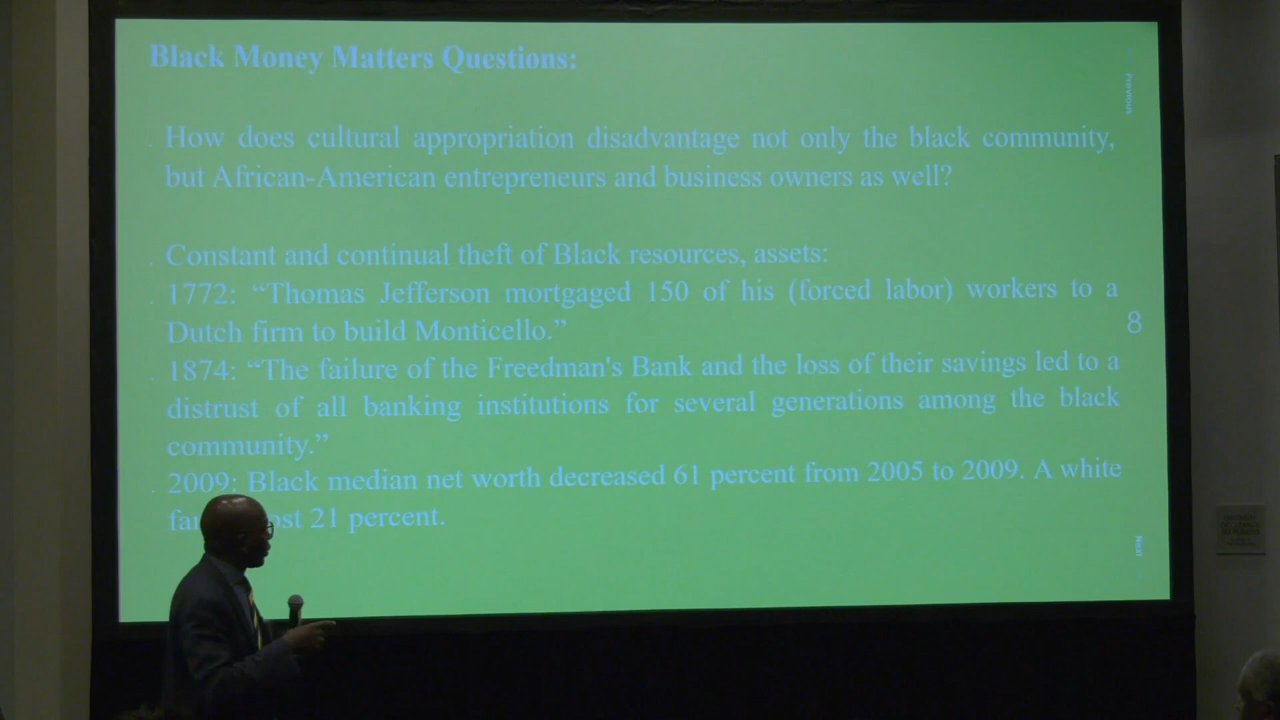 Black Money Matters Questions:
How does cultural appropriation disadvantage not only the black community,
but African-American entrepreneurs and business owners as well?
Constant and continual theft of Black resources, assets:
1772: “Thomas Jefferson mortgaged 150 of his (forced labor) workers to a
Dutch firm to build Monticello.”
1874: “The failure of the Freedman's Bank and the loss of their savings led to a
distrust of all banking institutions for several generations among the black
community.”
2009: Black median net worth decreased 61 percent from 2005 to 2009. A white
21 percent.
Previous
8
Next